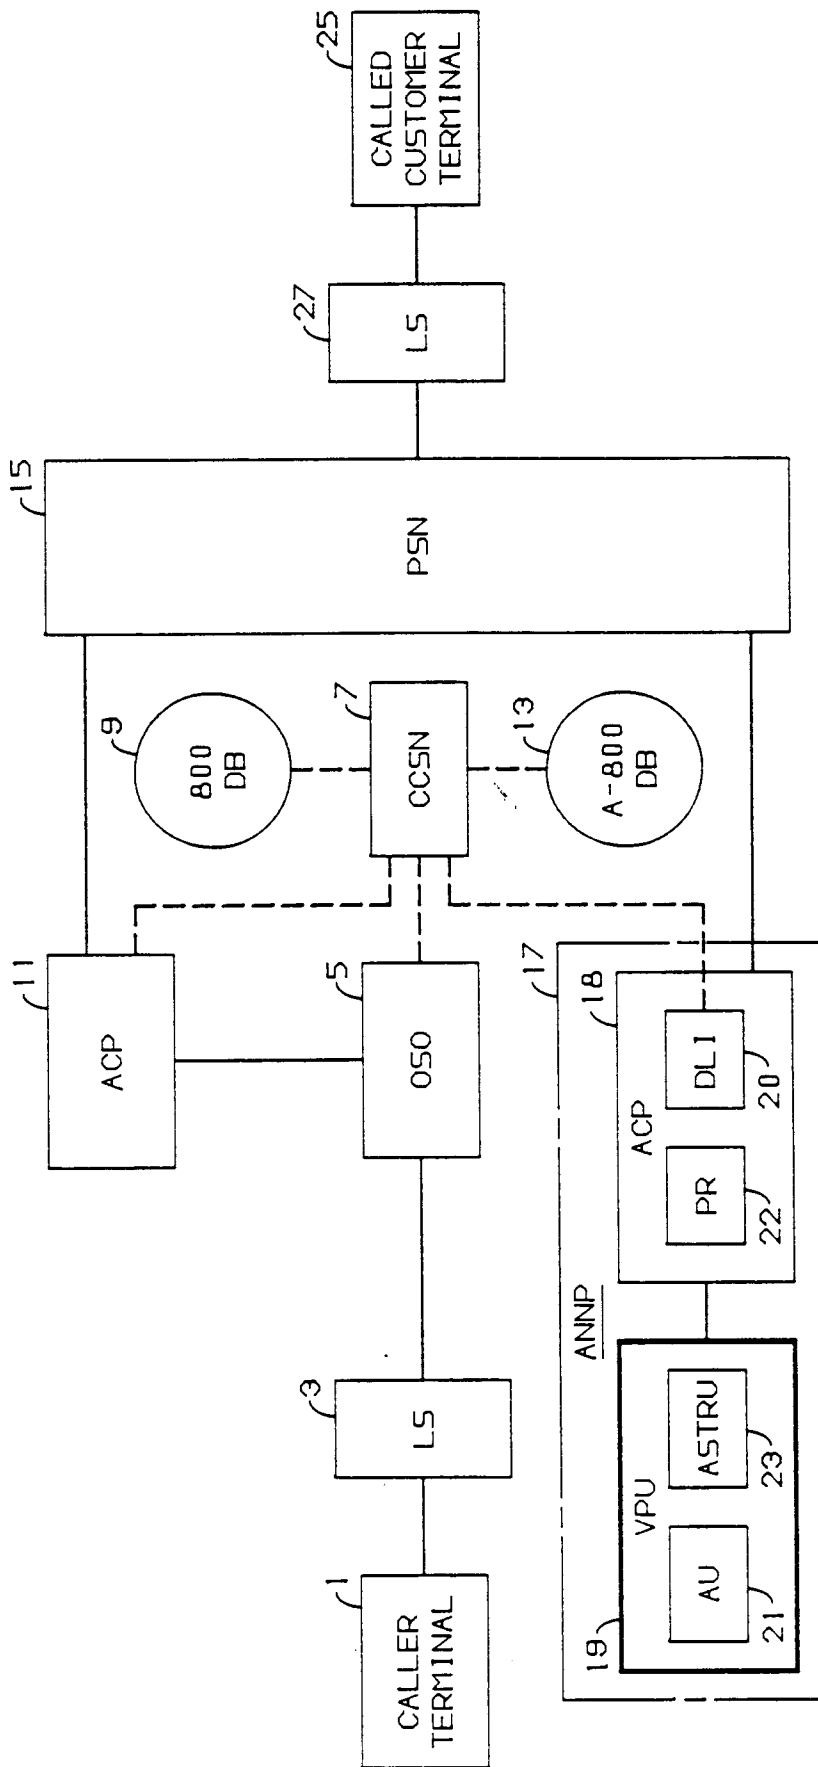 1
CALLER
TERMINAL
3
LS
5
OSO
11
ACP
7
CCSN
9
800
DB
13
A-800
DB
15
PSN
27
LS
25
CALLED
CUSTOMER
TERMINAL
17
ANNP
19
VPU
AU
21
ASTRU
23
18
ACP
PR
22
DLI
20